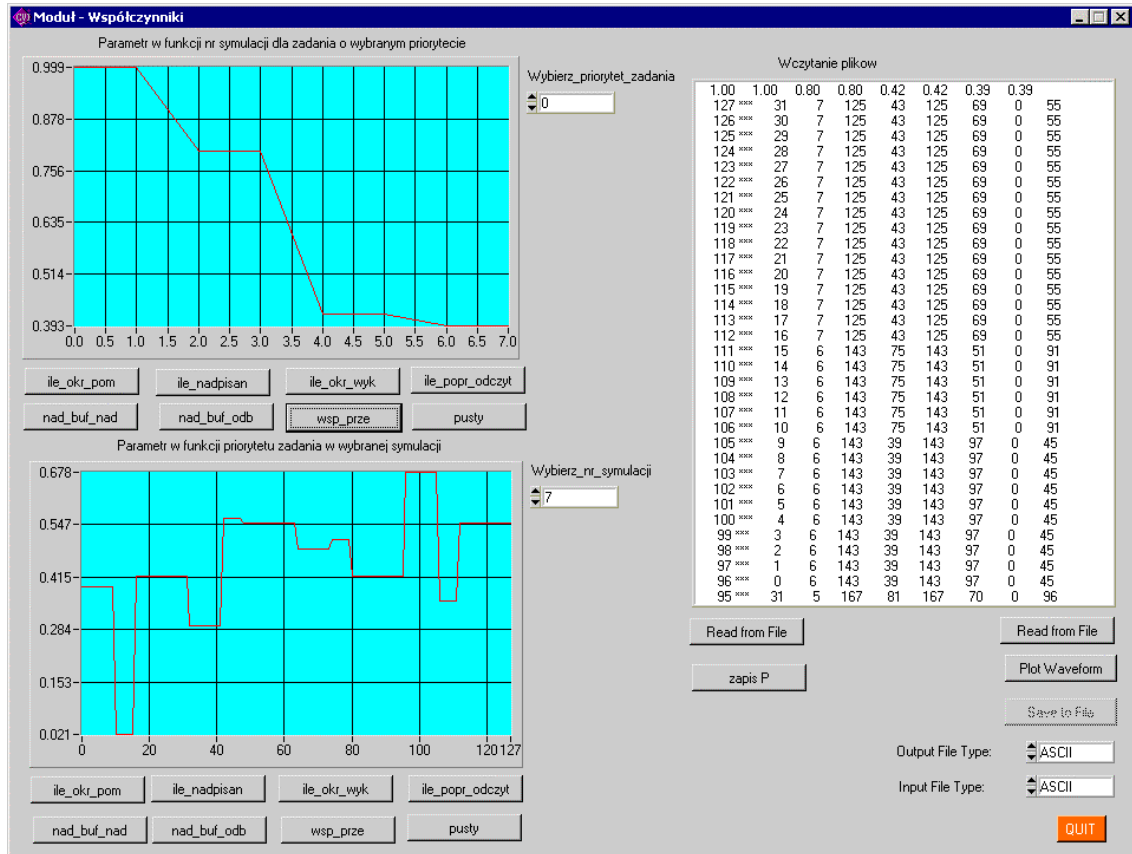 CVI Moduł - Współczynniki
Parametr w funkcji nr symulacji dla zadania o wybranym priorytecie
0.999
0.878
0.756
0.635
0.514
0.393
0.0 0.5 1.0 1.5 2.0 2.5 3.0 3.5 4.0 4.5 5.0 5.5 6.0 6.5 7.0
Wybierz_priorytet_zadania
0
ile_okr_pom ile_nadpisan ile_okr_wyk ile_popr_odczyt
nad_buf_nad nad_buf_odb wsp_prze pusty
Parametr w funkcji priorytetu zadania w wybranej symulacji
0.678
0.547
0.415
0.284
0.153
0.021
0 20 40 60 80 100 120 127
Wybierz_nr_symulacji
7
ile_okr_pom ile_nadpisan ile_okr_wyk ile_popr_odczyt
nad_buf_nad nad_buf_odb wsp_prze pusty
Wczytanie plikow
1.00 1.00 0.80 0.80 0.42 0.42 0.39 0.39
127 *** 31 7 125 43 125 69 0 55
126 *** 30 7 125 43 125 69 0 55
125 *** 29 7 125 43 125 69 0 55
124 *** 28 7 125 43 125 69 0 55
123 *** 27 7 125 43 125 69 0 55
122 *** 26 7 125 43 125 69 0 55
121 *** 25 7 125 43 125 69 0 55
120 *** 24 7 125 43 125 69 0 55
119 *** 23 7 125 43 125 69 0 55
118 *** 22 7 125 43 125 69 0 55
117 *** 21 7 125 43 125 69 0 55
116 *** 20 7 125 43 125 69 0 55
115 *** 19 7 125 43 125 69 0 55
114 *** 18 7 125 43 125 69 0 55
113 *** 17 7 125 43 125 69 0 55
112 *** 16 7 125 43 125 69 0 55
111 *** 15 6 143 75 143 51 0 91
110 *** 14 6 143 75 143 51 0 91
109 *** 13 6 143 75 143 51 0 91
108 *** 12 6 143 75 143 51 0 91
107 *** 11 6 143 75 143 51 0 91
106 *** 10 6 143 75 143 51 0 91
105 *** 9 6 143 39 143 97 0 45
104 *** 8 6 143 39 143 97 0 45
103 *** 7 6 143 39 143 97 0 45
102 *** 6 6 143 39 143 97 0 45
101 *** 5 6 143 39 143 97 0 45
100 *** 4 6 143 39 143 97 0 45
99 *** 3 6 143 39 143 97 0 45
98 *** 2 6 143 39 143 97 0 45
97 *** 1 6 143 39 143 97 0 45
96 *** 0 6 143 39 143 97 0 45
95 *** 31 5 167 81 167 70 0 96
Read from File Read from File
zapis P Plot Waveform
Save to File
Output File Type: ASCII
Input File Type: ASCII
QUIT